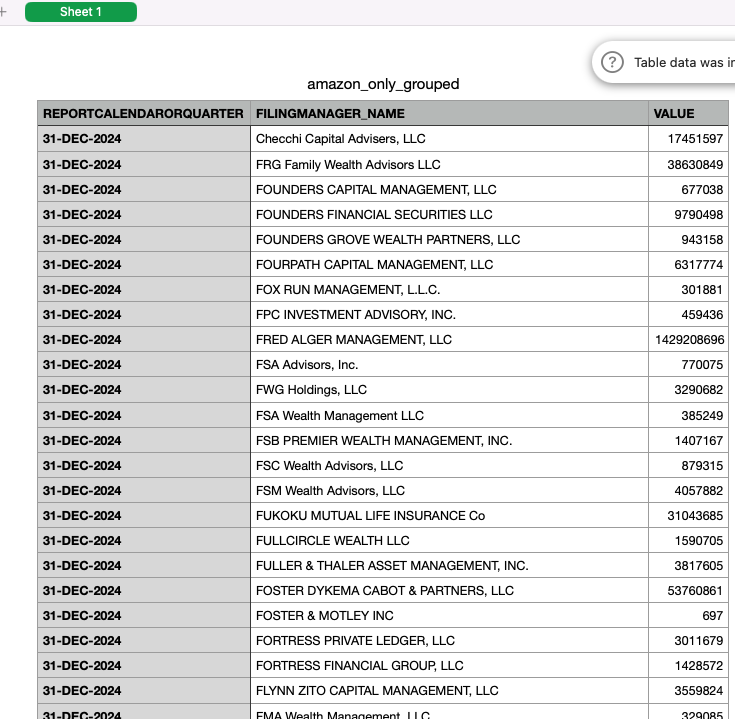 + Sheet 1
? Table data was
amazon_only_grouped
REPORTCALENDARORQUARTER FILINGMANAGER_NAME VALUE
31-DEC-2024 Checchi Capital Advisers, LLC 17451597
31-DEC-2024 FRG Family Wealth Advisors LLC 38630849
31-DEC-2024 FOUNDERS CAPITAL MANAGEMENT, LLC 677038
31-DEC-2024 FOUNDERS FINANCIAL SECURITIES LLC 9790498
31-DEC-2024 FOUNDERS GROVE WEALTH PARTNERS, LLC 943158
31-DEC-2024 FOURPATH CAPITAL MANAGEMENT, LLC 6317774
31-DEC-2024 FOX RUN MANAGEMENT, L.L.C. 301881
31-DEC-2024 FPC INVESTMENT ADVISORY, INC. 459436
31-DEC-2024 FRED ALGER MANAGEMENT, LLC 1429208696
31-DEC-2024 FSA Advisors, Inc. 770075
31-DEC-2024 FWG Holdings, LLC 3290682
31-DEC-2024 FSA Wealth Management LLC 385249
31-DEC-2024 FSB PREMIER WEALTH MANAGEMENT, INC. 1407167
31-DEC-2024 FSC Wealth Advisors, LLC 879315
31-DEC-2024 FSM Wealth Advisors, LLC 4057882
31-DEC-2024 FUKOKU MUTUAL LIFE INSURANCE Co 31043685
31-DEC-2024 FULLCIRCLE WEALTH LLC 1590705
31-DEC-2024 FULLER & THALER ASSET MANAGEMENT, INC. 3817605
31-DEC-2024 FOSTER DYKEMA CABOT & PARTNERS, LLC 53760861
31-DEC-2024 FOSTER & MOTLEY INC 697
31-DEC-2024 FORTRESS PRIVATE LEDGER, LLC 3011679
31-DEC-2024 FORTRESS FINANCIAL GROUP, LLC 1428572
31-DEC-2024 FLYNN ZITO CAPITAL MANAGEMENT, LLC 3559824
31-DEC-2024 FMA Wealth Management, LLC 329085